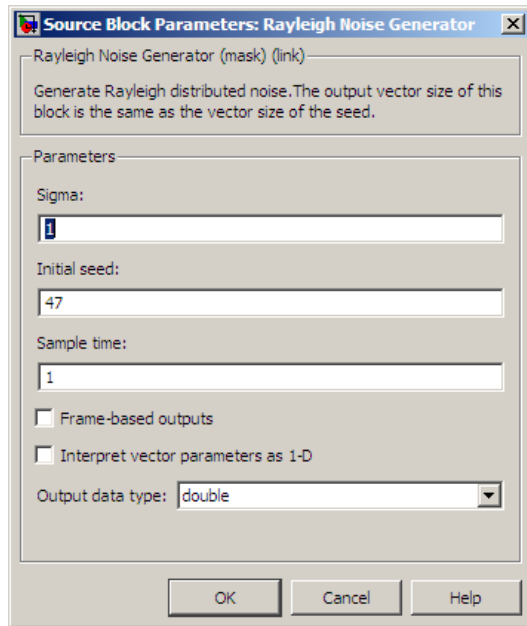 Source Block Parameters: Rayleigh Noise Generator
Rayleigh Noise Generator (mask) (link)
Generate Rayleigh distributed noise.The output vector size of this
block is the same as the vector size of the seed.
Parameters
Sigma:
1
Initial seed:
47
Sample time:
1
Frame-based outputs
Interpret vector parameters as 1-D
Output data type: double
OK Cancel Help